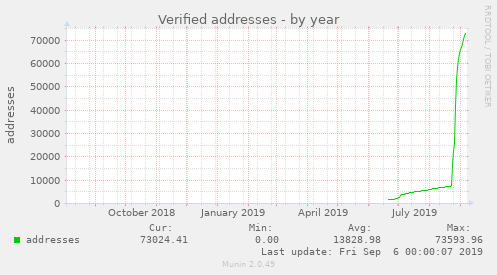 Verified addresses - by year
RRDTOOL / TOBI OETIKER
addresses
70000
60000
50000
40000
30000
20000
10000
0
October 2018 January 2019 April 2019 July 2019
Cur: Min: Avg: Max:
addresses 73024.41 0.00 13828.98 73593.96
Last update: Fri Sep 6 00:00:07 2019
Munin 2.0.49